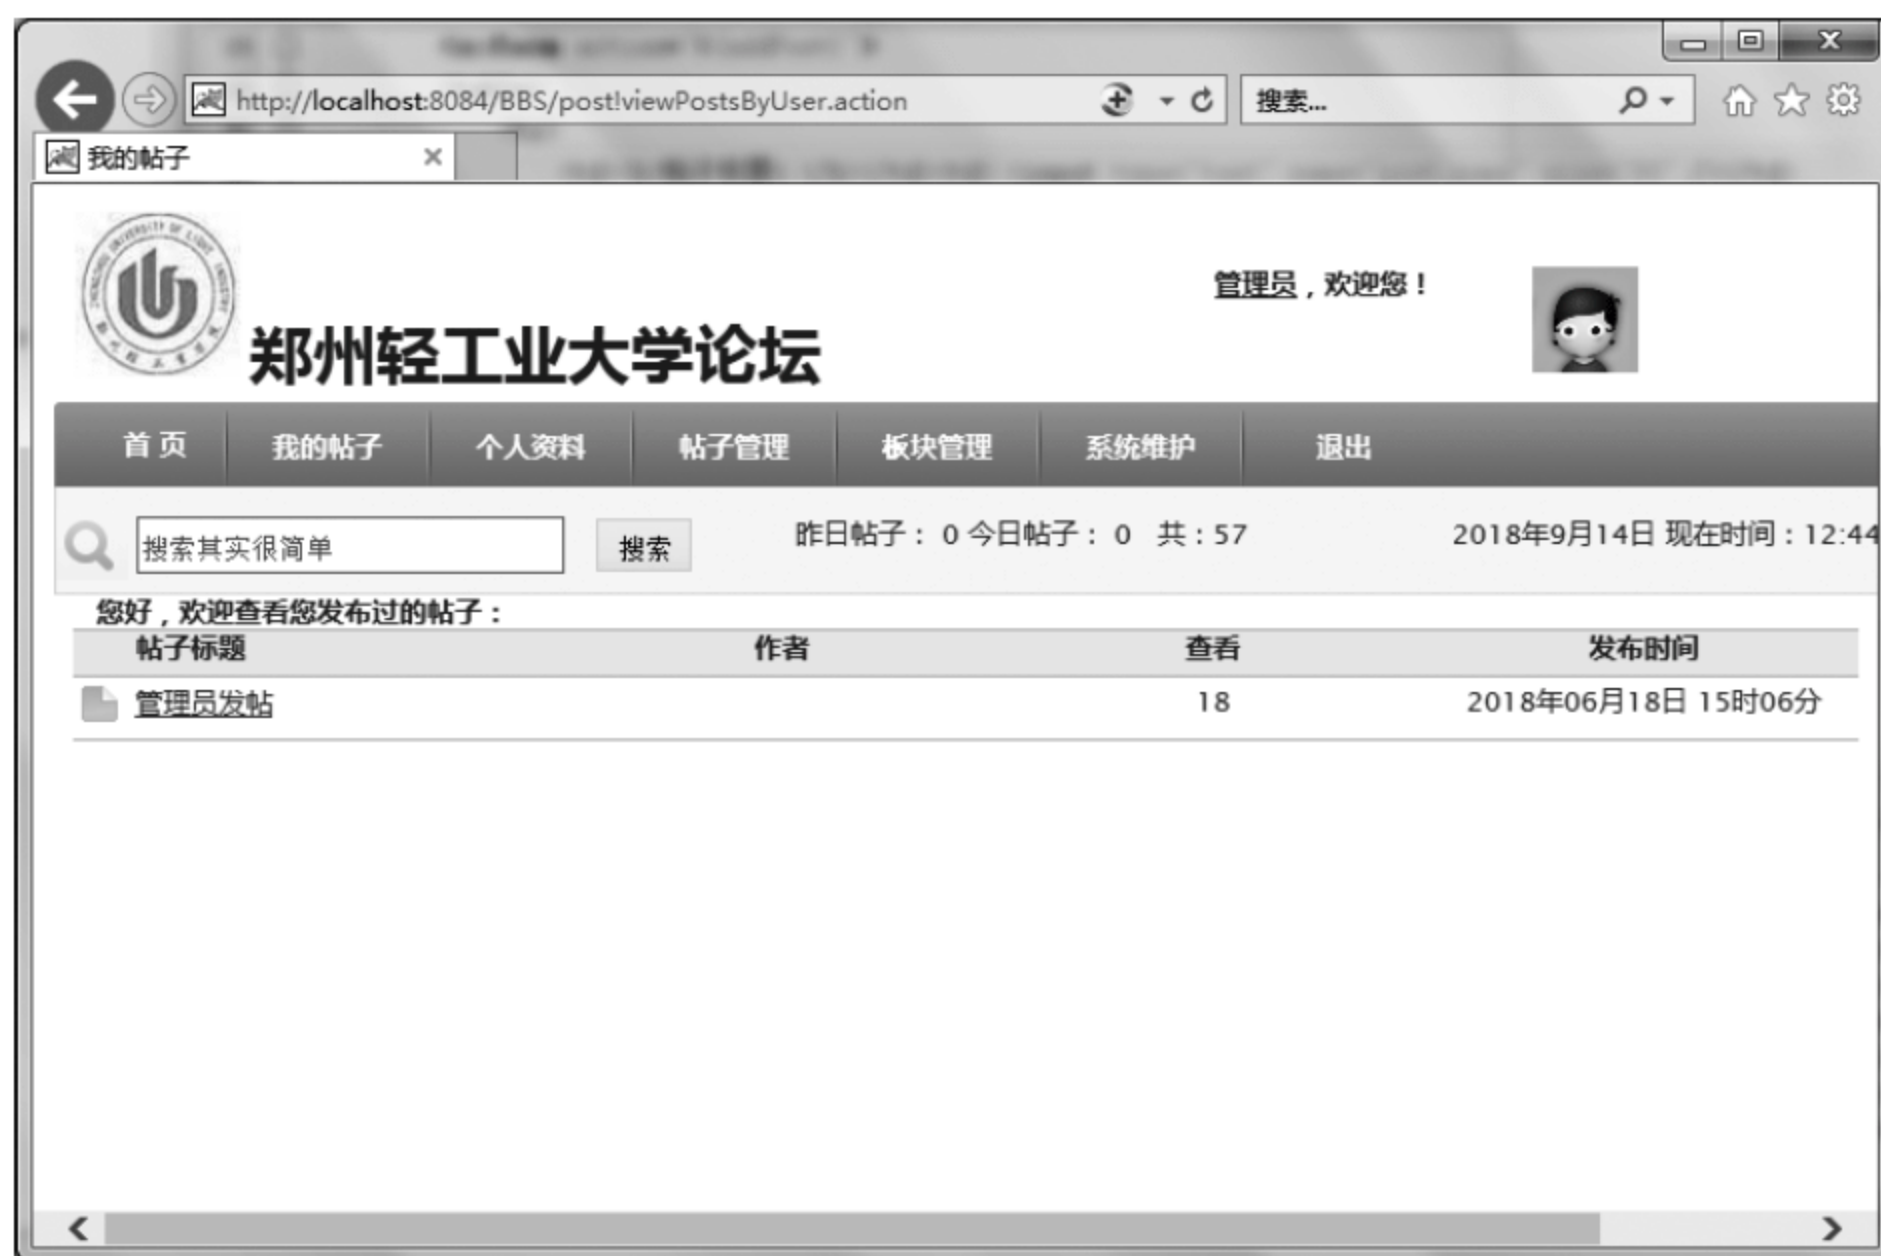 http://localhost:8084/BBS/post!viewPostsByUser.action
搜索...
我的帖子
管理员，欢迎您！
郑州轻工业大学论坛
首 页 我的帖子 个人资料 帖子管理 板块管理 系统维护 退出
搜索其实很简单 搜索 昨日帖子： 0 今日帖子： 0 共：57 2018年9月14日 现在时间：12:44
您好，欢迎查看您发布过的帖子：
帖子标题 作者 查看 发布时间
管理员发帖 18 2018年06月18日 15时06分